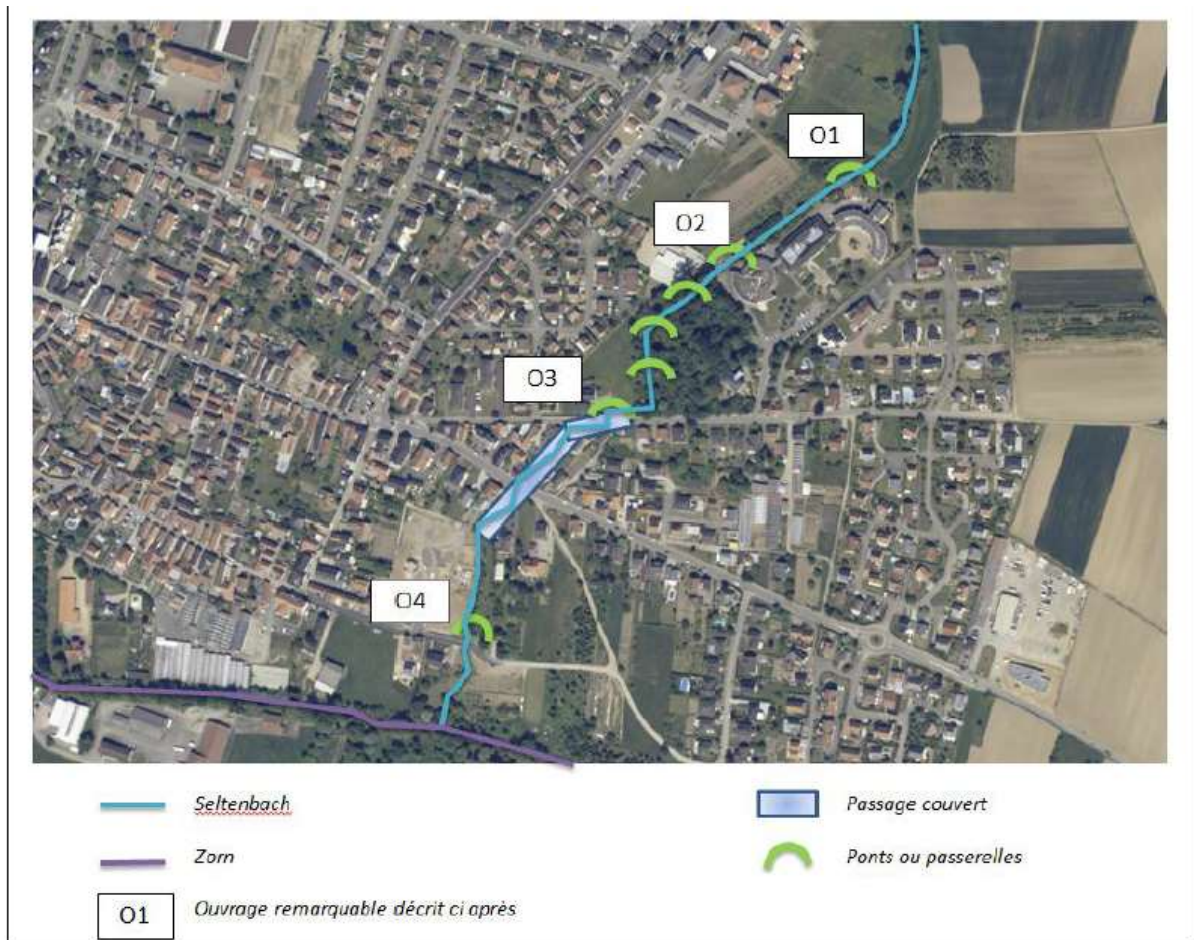 O1
O2
O3
O4
Seltenbach
Passage couvert
Zorn
Ponts ou passerelles
O1
Ouvrage remarquable décrit ci après